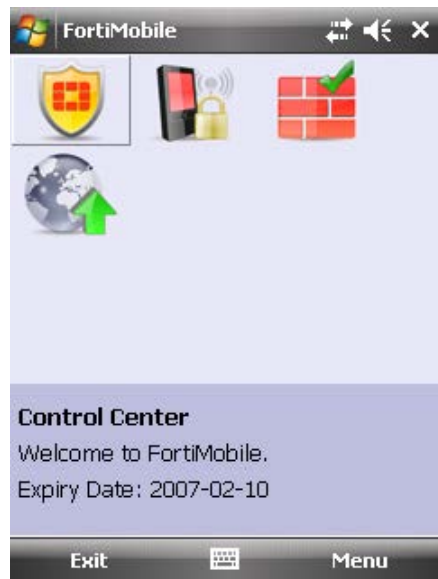 FortiMobile
Control Center
Welcome to FortiMobile.
Expiry Date: 2007-02-10
Exit
Menu